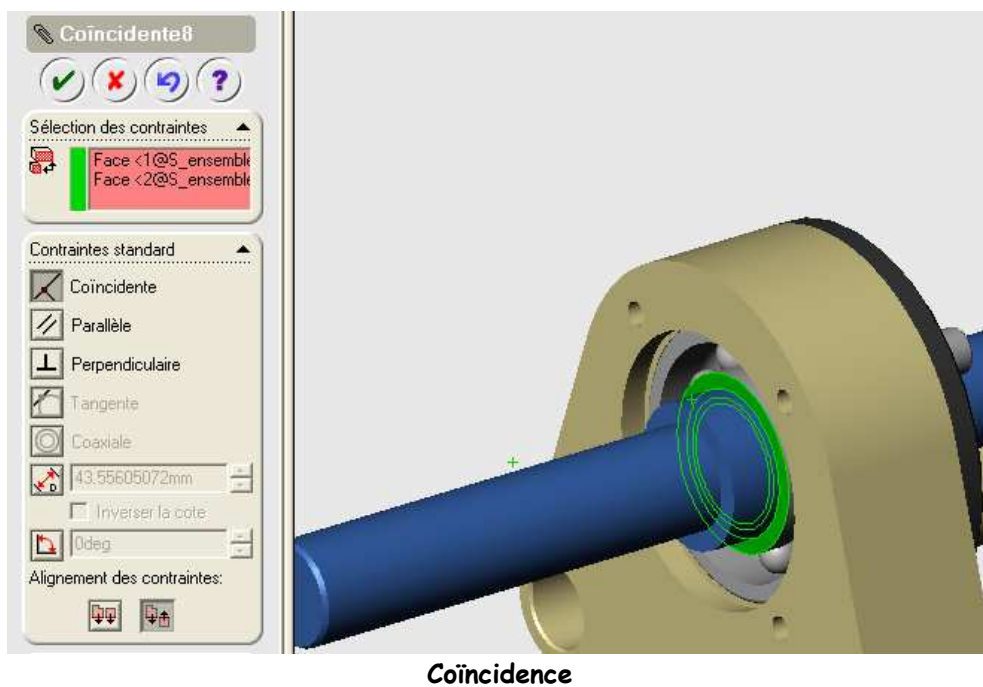 Coïncidente8
?
Sélection des contraintes
Face <1@S_ensemble
Face <2@S_ensemble
Contraintes standard
Coïncidente
Parallèle
Perpendiculaire
Tangente
Coaxiale
43.55605072mm
Inverser la cote
0deg
Alignement des contraintes:
Coïncidence